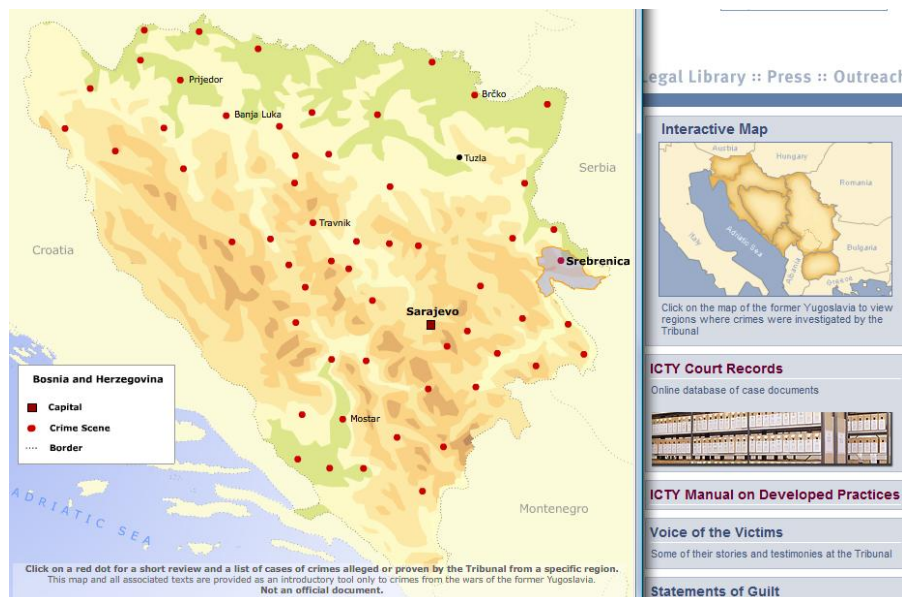 Legal Library :: Press :: Outreach
Prijedor
Brčko
Banja Luka
Tuzla
Serbia
Travnik
Croatia
Srebrenica
Sarajevo
Bosnia and Herzegovina
Capital
Crime Scene
Border
Mostar
ADRIATIC SEA
Montenegro
Click on a red dot for a short review and a list of cases of crimes alleged or proven by the Tribunal from a specific region.
This map and all associated texts are provided as an introductory tool only to crimes from the wars of the former Yugoslavia.
Not an official document.
Interactive Map
Austria
Hungary
Romania
Italy
Adriatic Sea
Bulgaria
Albania
Greece
Click on the map of the former Yugoslavia to view
regions where crimes were investigated by the
Tribunal
ICTY Court Records
Online database of case documents
ICTY Manual on Developed Practices
Voice of the Victims
Some of their stories and testimonies at the Tribunal
Statements of Guilt